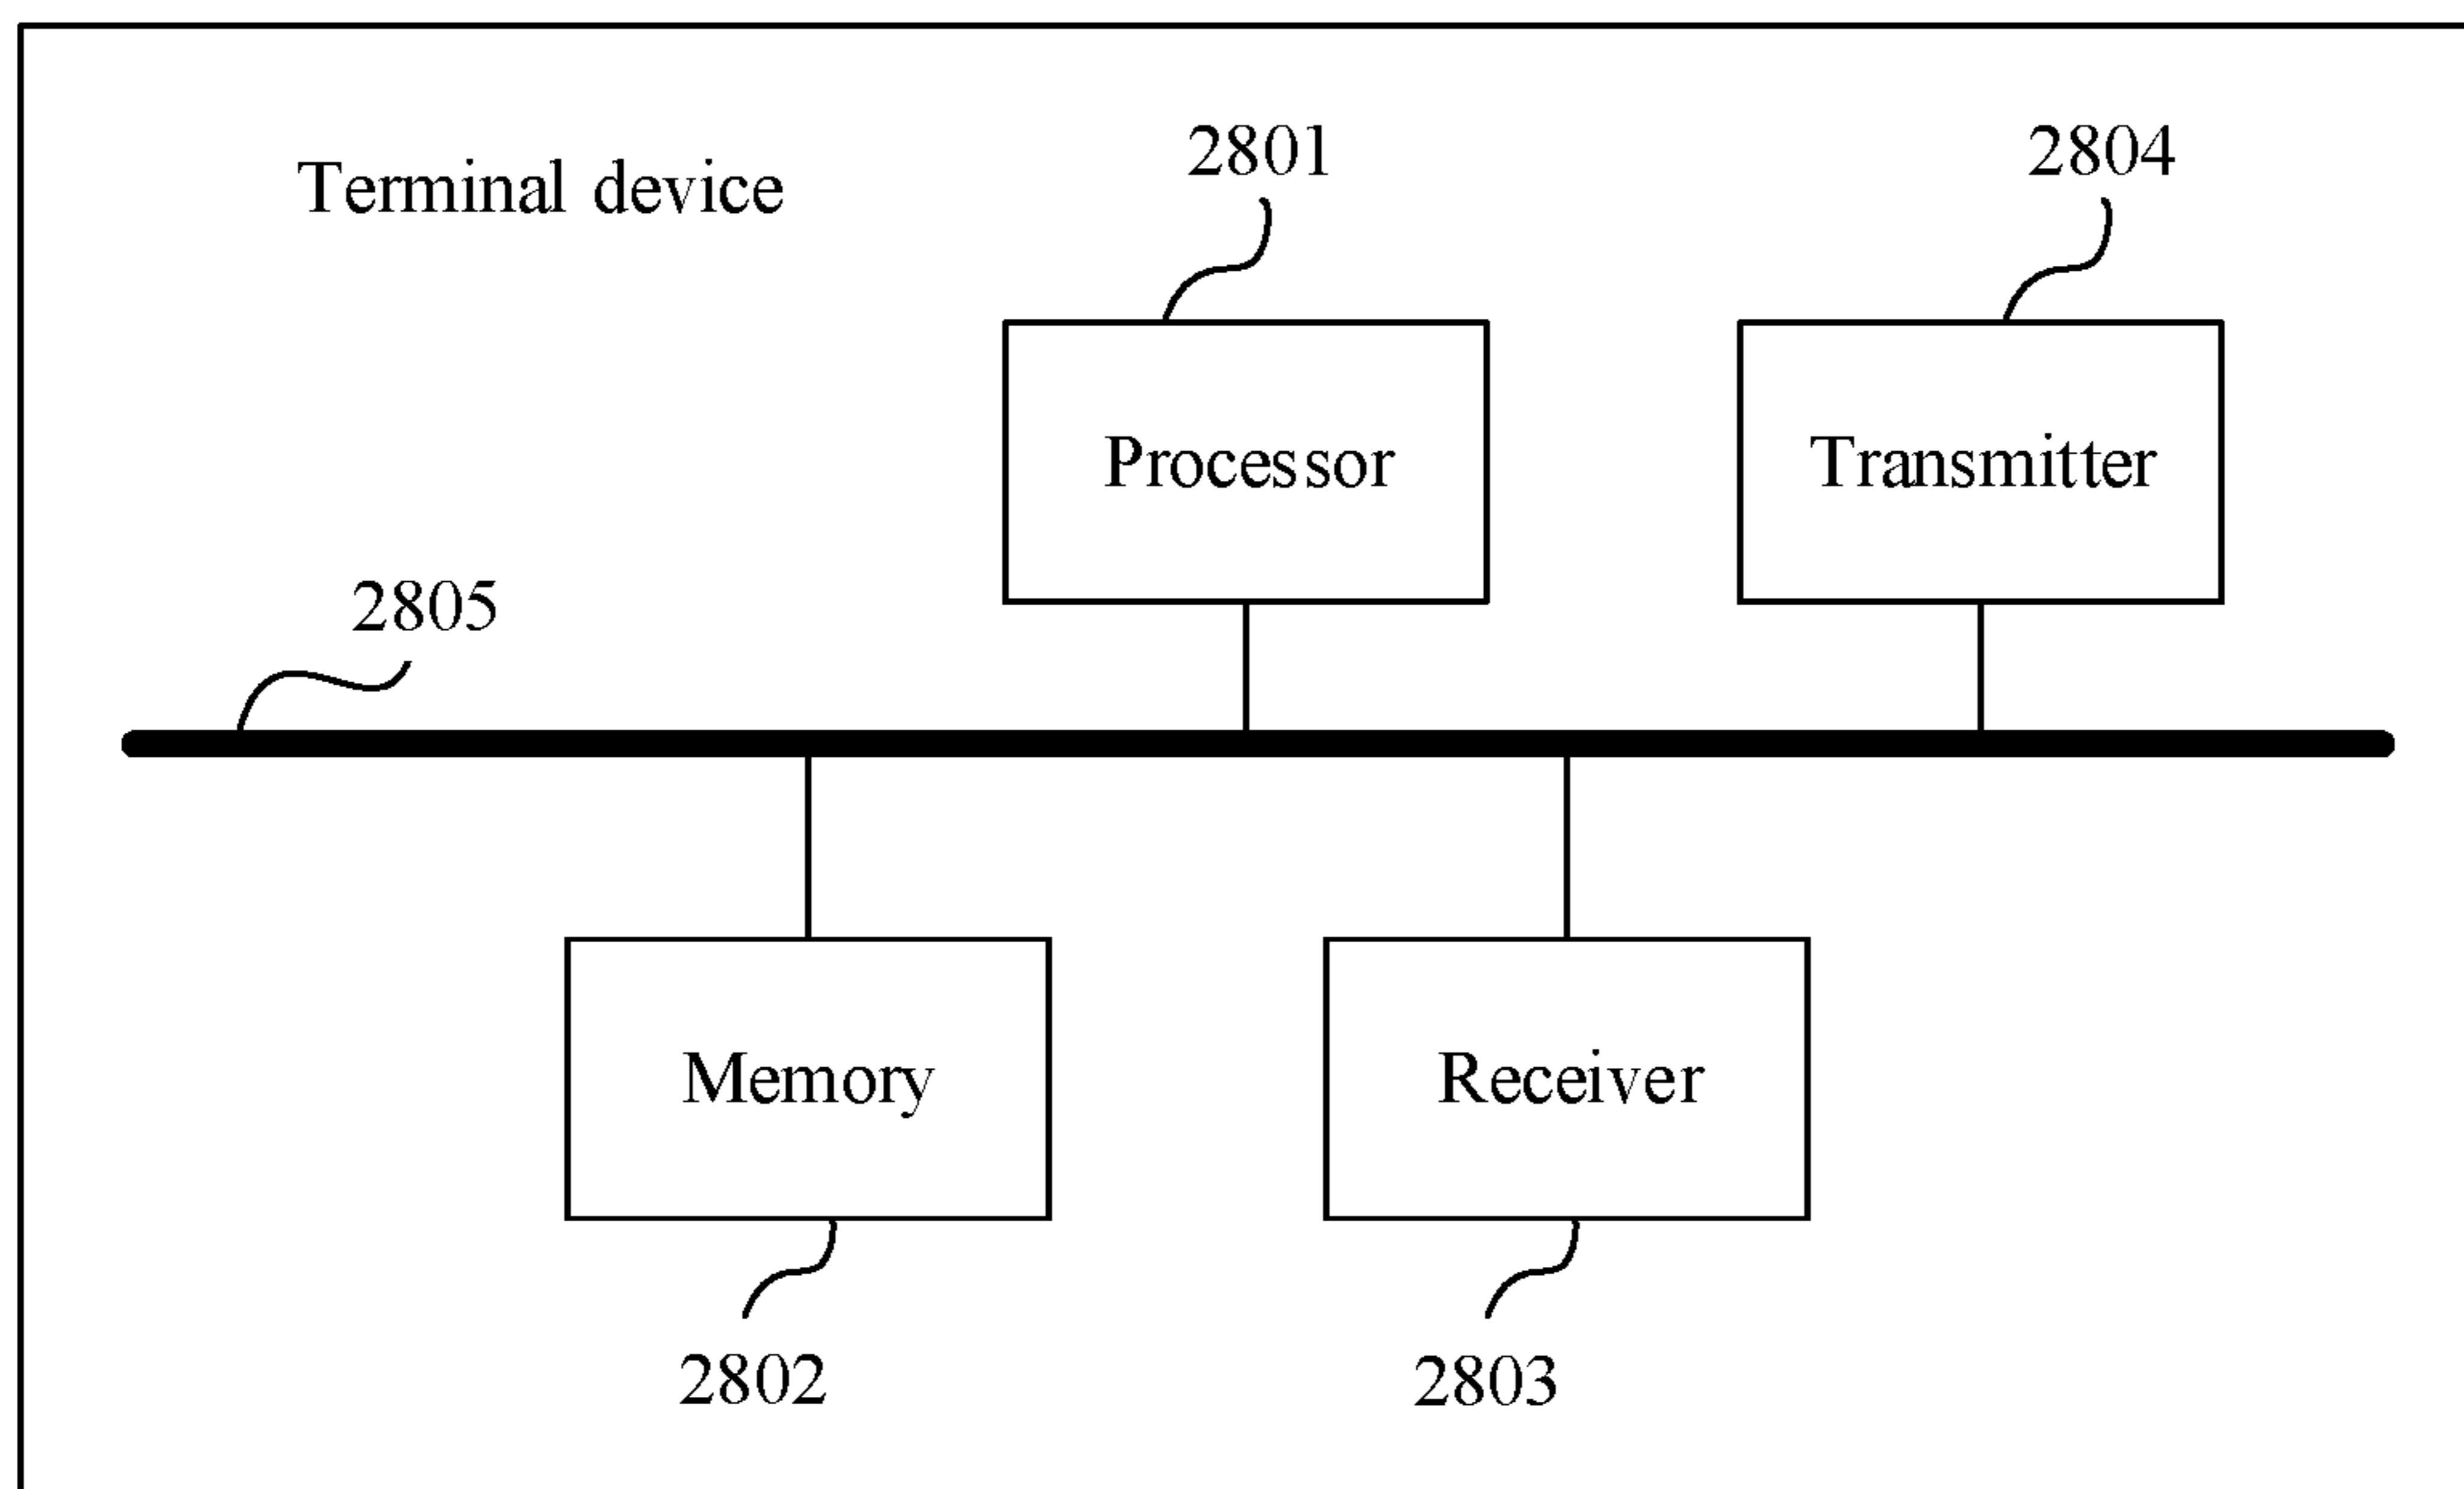 2801
2804
Terminal device
Processor
Transmitter
2805
Memory
Receiver
2802
2803